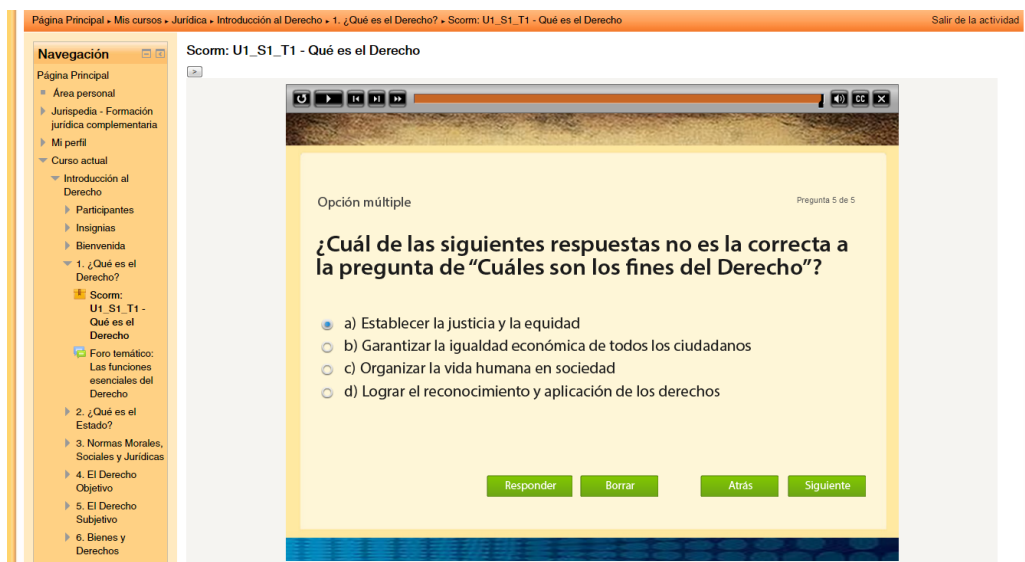 Página Principal ▸ Mis cursos ▸ Jurídica ▸ Introducción al Derecho ▸ 1. ¿Qué es el Derecho? ▸ Scorm: U1_S1_T1 - Qué es el Derecho
Salir de la actividad
Navegación
Página Principal
Área personal
Jurispedia - Formación
jurídica complementaria
Mi perfil
Curso actual
Introducción al
Derecho
Participantes
Insignias
Bienvenida
1. ¿Qué es el
Derecho?
Scorm:
U1_S1_T1 -
Qué es el
Derecho
Foro temático:
Las funciones
esenciales del
Derecho
2. ¿Qué es el
Estado?
3. Normas Morales,
Sociales y Jurídicas
4. El Derecho
Objetivo
5. El Derecho
Subjetivo
6. Bienes y
Derechos
Scorm: U1_S1_T1 - Qué es el Derecho
>
CC
Opción múltiple
Pregunta 5 de 5
¿Cuál de las siguientes respuestas no es la correcta a
la pregunta de “Cuáles son los fines del Derecho”?
a) Establecer la justicia y la equidad
b) Garantizar la igualdad económica de todos los ciudadanos
c) Organizar la vida humana en sociedad
d) Lograr el reconocimiento y aplicación de los derechos
Responder
Borrar
Atrás
Siguiente